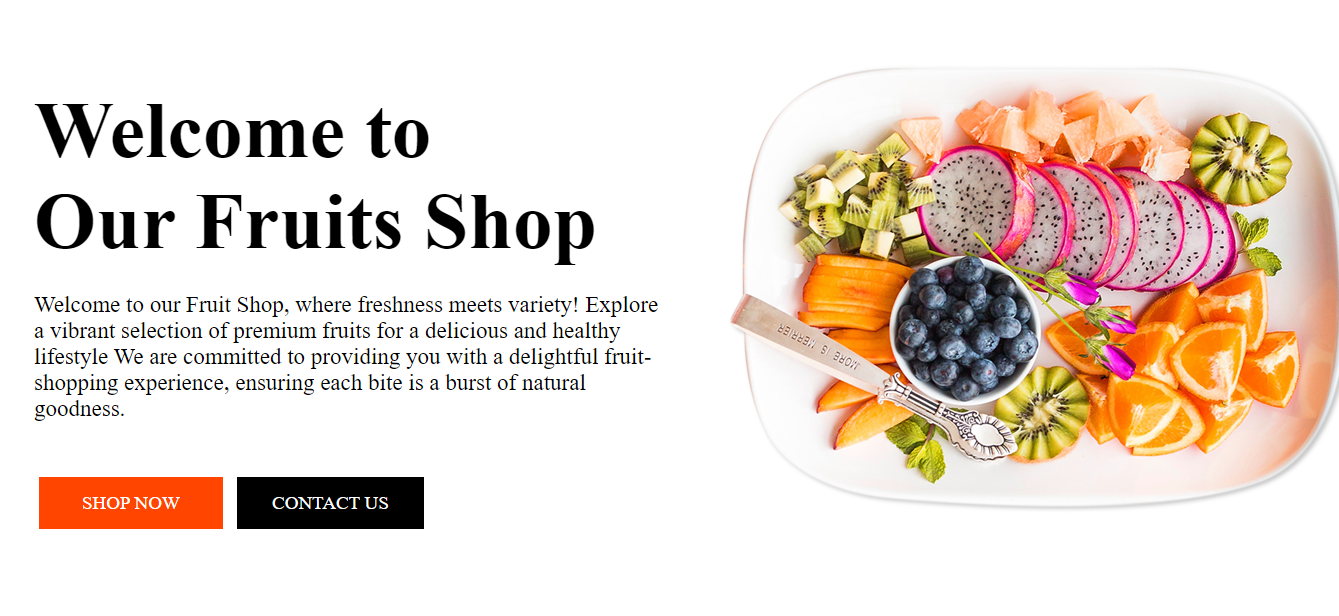 Welcome to
Our Fruits Shop
Welcome to our Fruit Shop, where freshness meets variety! Explore
a vibrant selection of premium fruits for a delicious and healthy
lifestyle We are committed to providing you with a delightful fruit-
shopping experience, ensuring each bite is a burst of natural
goodness.
SHOP NOW
CONTACT US
MORE IS MERRIER